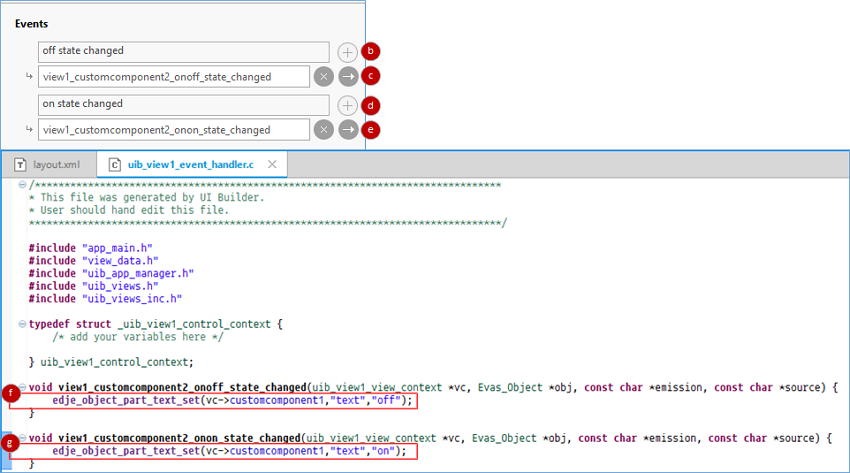 Events
off state changed
b
view1_customcomponent2_onoff_state_changed
c
on state changed
d
view1_customcomponent2_onon_state_changed
e
layout.xml
uib_view1_event_handler.c
/*******************************************************************************
* This file was generated by UI Builder.
* User should hand edit this file.
********************************************************************************/
#include "app_main.h"
#include "view_data.h"
#include "uib_app_manager.h"
#include "uib_views.h"
#include "uib_views_inc.h"
typedef struct _uib_view1_control_context {
/* add your variables here */
} uib_view1_control_context;
void view1_customcomponent2_onoff_state_changed(uib_view1_view_context *vc, Evas_Object *obj, const char *emission, const char *source) {
f
edje_object_part_text_set(vc->customcomponent1,"text","off");
}
void view1_customcomponent2_onon_state_changed(uib_view1_view_context *vc, Evas_Object *obj, const char *emission, const char *source) {
g
edje_object_part_text_set(vc->customcomponent1,"text","on");
}